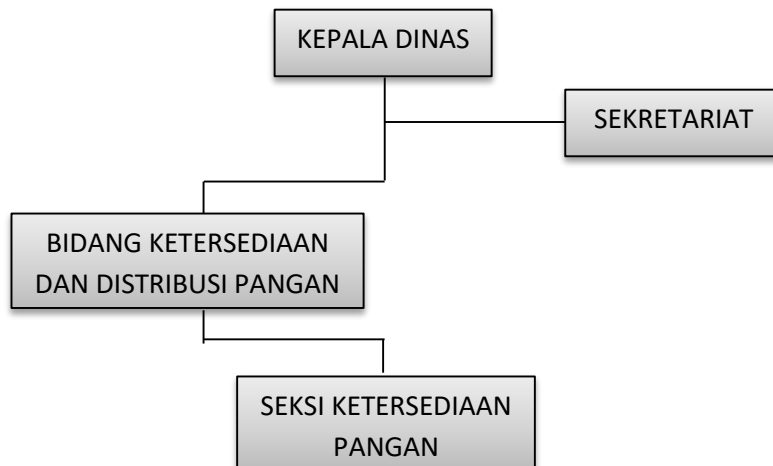 KEPALA DINAS
SEKRETARIAT
BIDANG KETERSEDIAAN
DAN DISTRIBUSI PANGAN
SEKSI KETERSEDIAAN
PANGAN